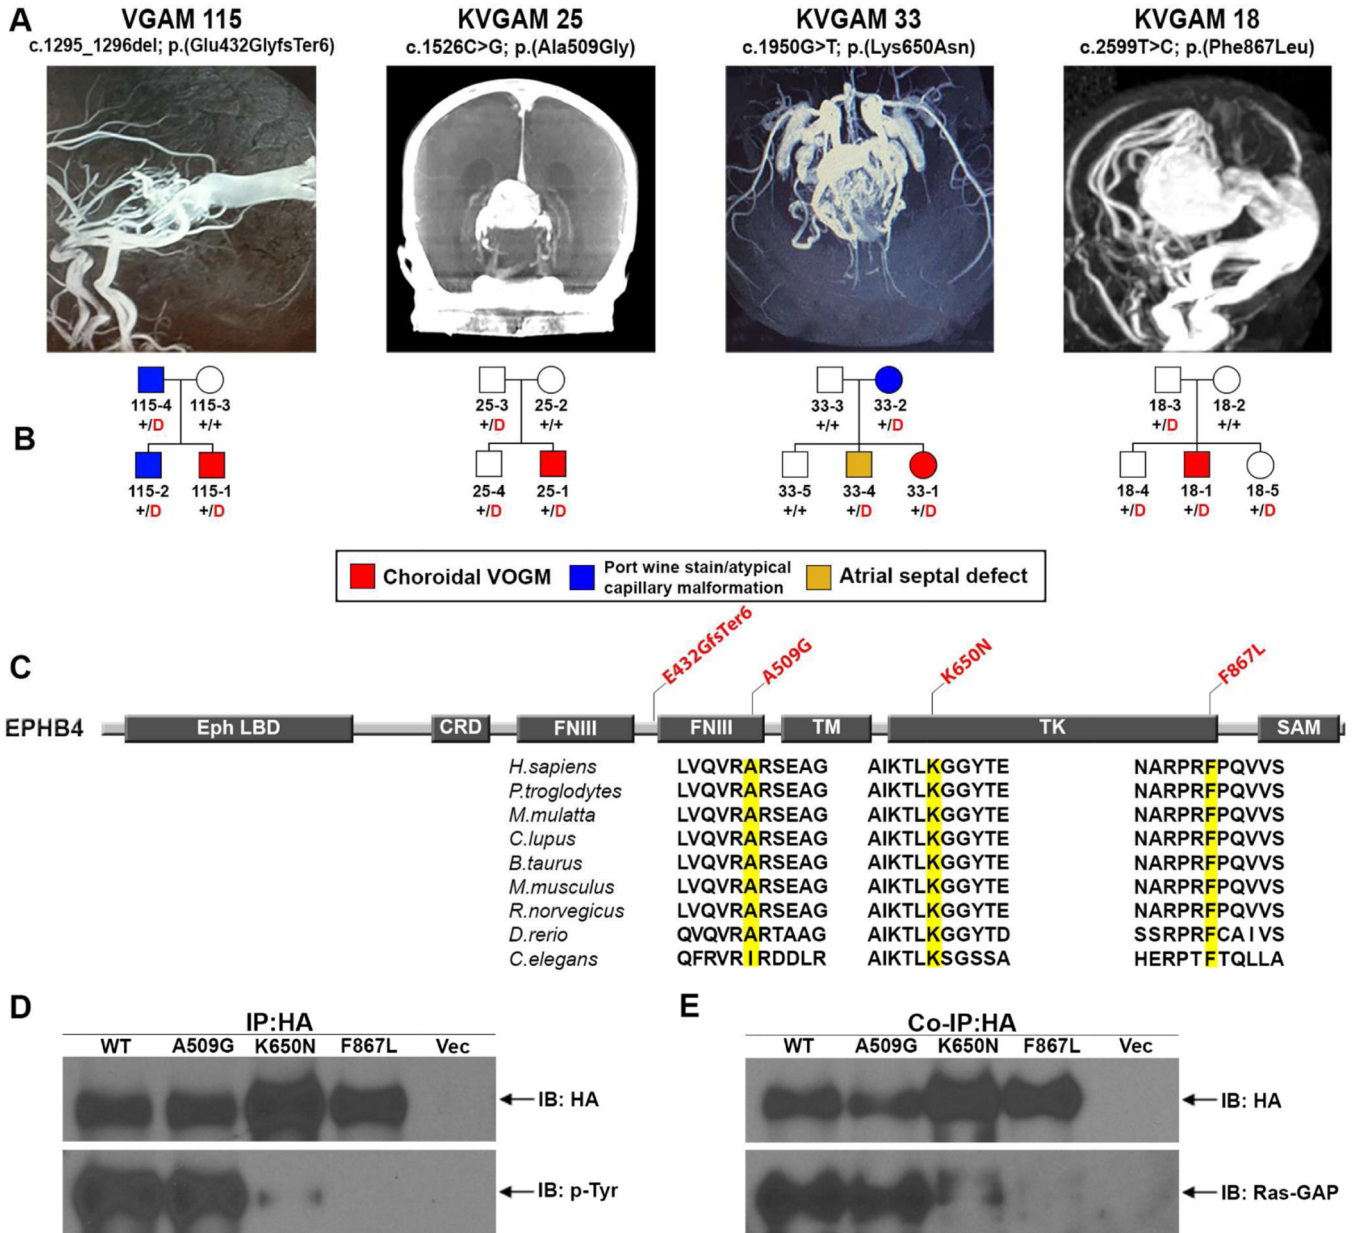 A
VGAM 115
c.1295_1296del; p.(Glu432GlyfsTer6)
KVGAM 25
c.1526C>G; p.(Ala509Gly)
KVGAM 33
c.1950G>T; p.(Lys650Asn)
KVGAM 18
c.2599T>C; p.(Phe867Leu)
B
115-4 115-3
+/D +/+
115-2 115-1
+/D +/D
25-3 25-2
+/D +/+
25-4 25-1
+/D +/D
33-3 33-2
+/+ +/D
33-5 33-4 33-1
+/+ +/D +/D
18-3 18-2
+/D +/+
18-4 18-1 18-5
+/D +/D +/D
Choroidal VOGM
Port wine stain/atypical
capillary malformation
Atrial septal defect
C
E432GfsTer6 A509G K650N F867L
EPHB4 Eph LBD CRD FNIII FNIII TM TK SAM
H.sapiens LVQVRARSEAG AIKTLKGGYTE NARPRFPQVVS
P.troglodytes LVQVRARSEAG AIKTLKGGYTE NARPRFPQVVS
M.mulatta LVQVRARSEAG AIKTLKGGYTE NARPRFPQVVS
C.lupus LVQVRARSEAG AIKTLKGGYTE NARPRFPQVVS
B.taurus LVQVRARSEAG AIKTLKGGYTE NARPRFPQVVS
M.musculus LVQVRARSEAG AIKTLKGGYTE NARPRFPQVVS
R.norvegicus LVQVRARSEAG AIKTLKGGYTE NARPRFPQVVS
D.rerio QVQVRARTAAG AIKTLKGGYTD SSRPRFCAIVS
C.elegans QFRVRIRDDLR AIKTLKSGSSA HERPTFTQLLA
D
IP:HA
WT A509G K650N F867L Vec
IB: HA
IB: p-Tyr
E
Co-IP:HA
WT A509G K650N F867L Vec
IB: HA
IB: Ras-GAP